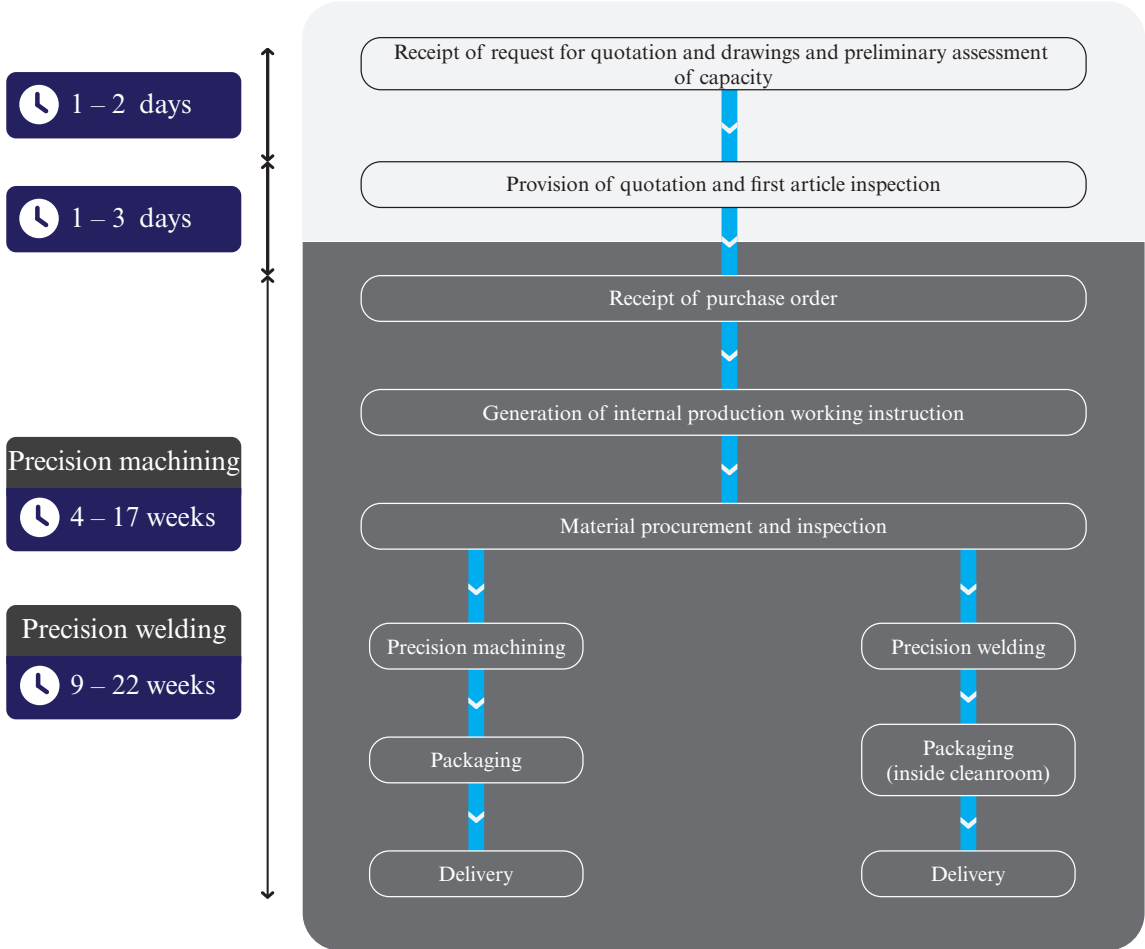 Receipt of request for quotation and drawings and preliminary assessment
of capacity
1 – 2 days
Provision of quotation and first article inspection
1 – 3 days
Receipt of purchase order
Generation of internal production working instruction
Precision machining
4 – 17 weeks
Material procurement and inspection
Precision welding
9 – 22 weeks
Precision machining
Precision welding
Packaging
Packaging
(inside cleanroom)
Delivery
Delivery